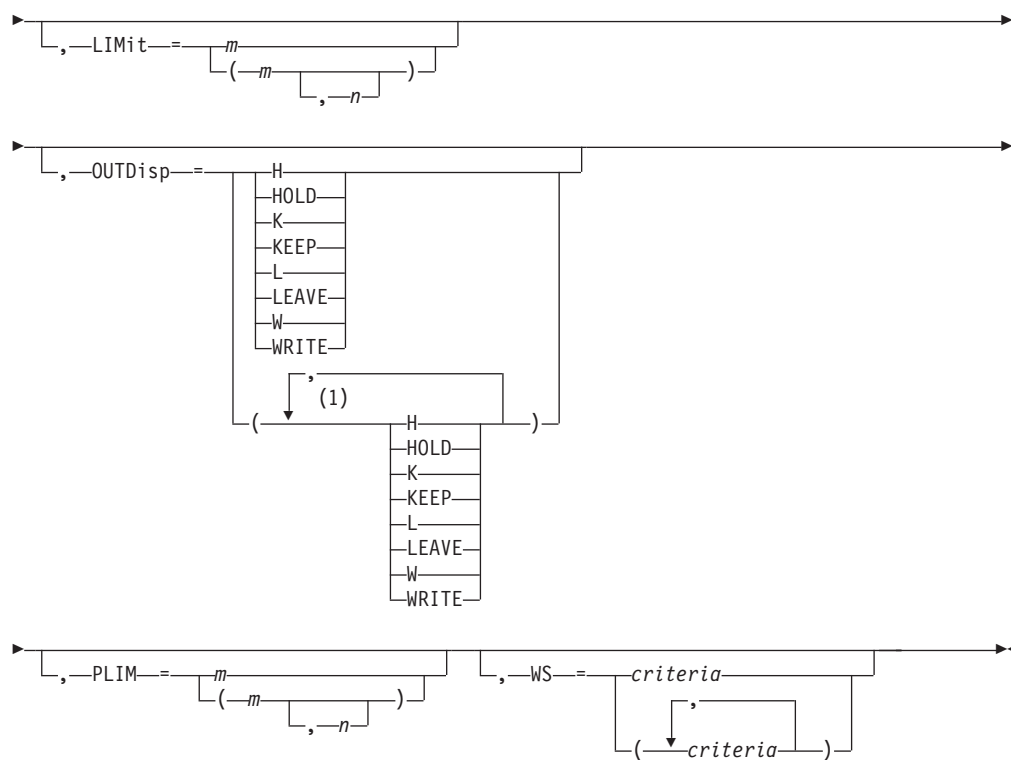 , LIMit = m
( m )
, n
, OUTDisp = H
HOLD
K
KEEP
L
LEAVE
W
WRITE
,
(1)
( H )
HOLD
K
KEEP
L
LEAVE
W
WRITE
, PLIM = m , WS = criteria
( m ) ,
, n
( criteria )